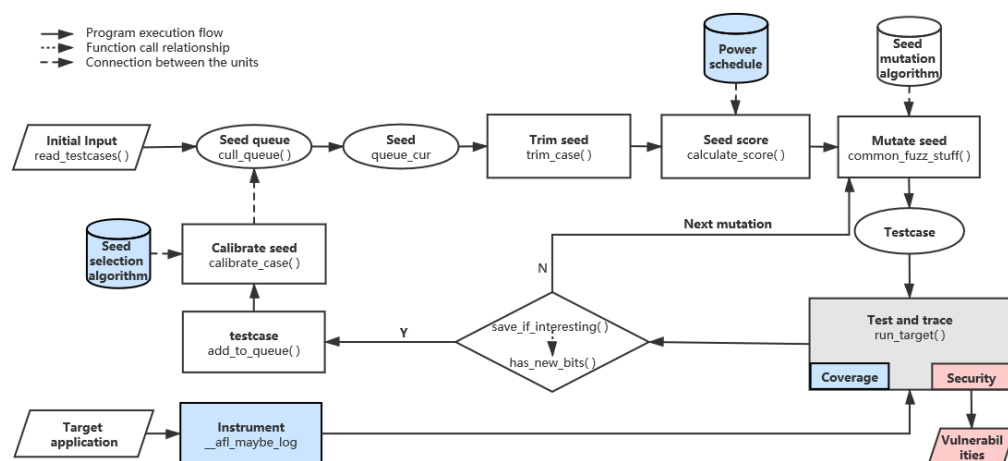 Program execution flow
Function call relationship
Connection between the units
Power
schedule
Seed
mutation
algorithm
Initial Input
read_testcases( )
Seed queue
cull_queue( )
Seed
queue_cur
Trim seed
trim_case( )
Seed score
calculate_score( )
Mutate seed
common_fuzz_stuff( )
Seed
selection
algorithm
Calibrate seed
calibrate_case( )
Next mutation
Testcase
N
testcase
add_to_queue( )
Y
save_if_interesting( )
has_new_bits( )
Test and trace
run_target( )
Coverage
Security
Target
application
Instrument
__afl_maybe_log
Vulnerabil
ities